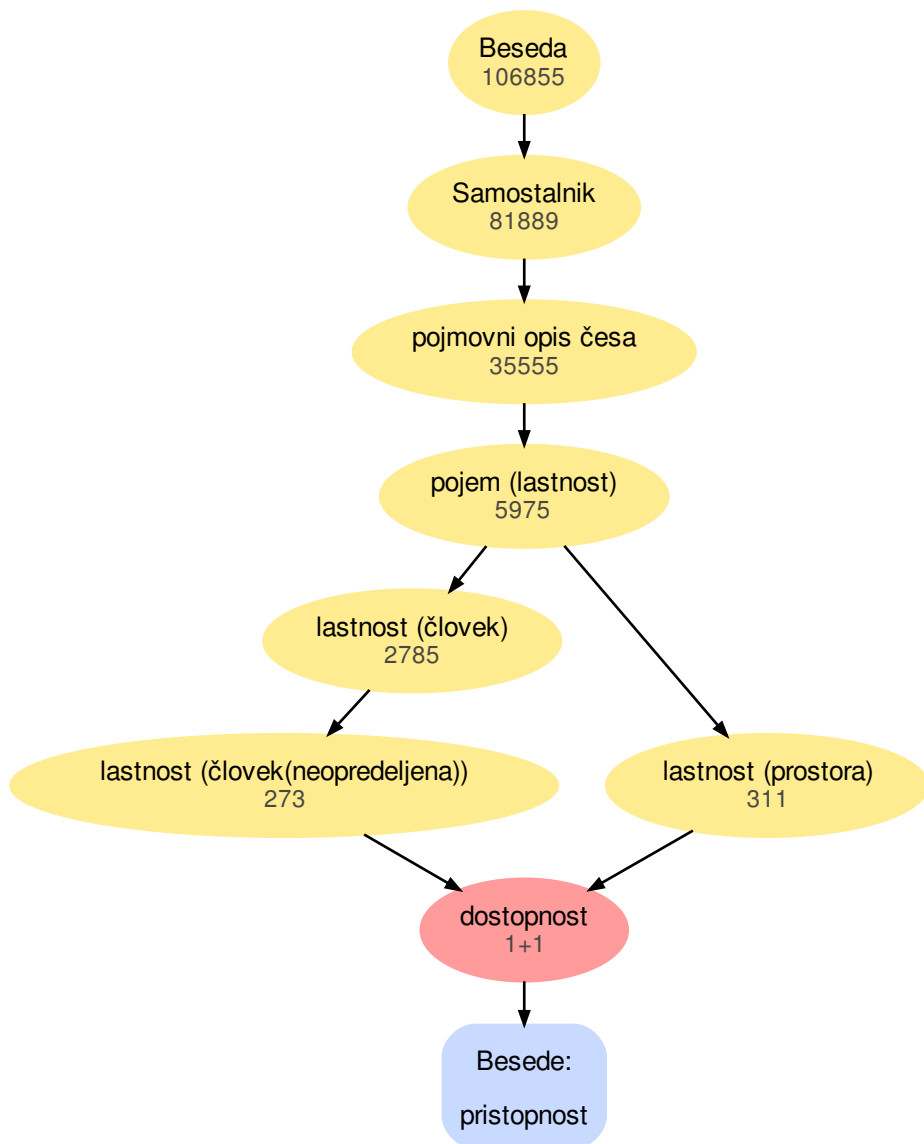 Beseda
106855
Samostalnik
81889
pojmovni opis česa
35555
pojem (lastnost)
5975
lastnost (človek)
2785
lastnost (človek(neopredeljena))
273
lastnost (prostora)
311
dostopnost
1+1
Besede:
pristopnost